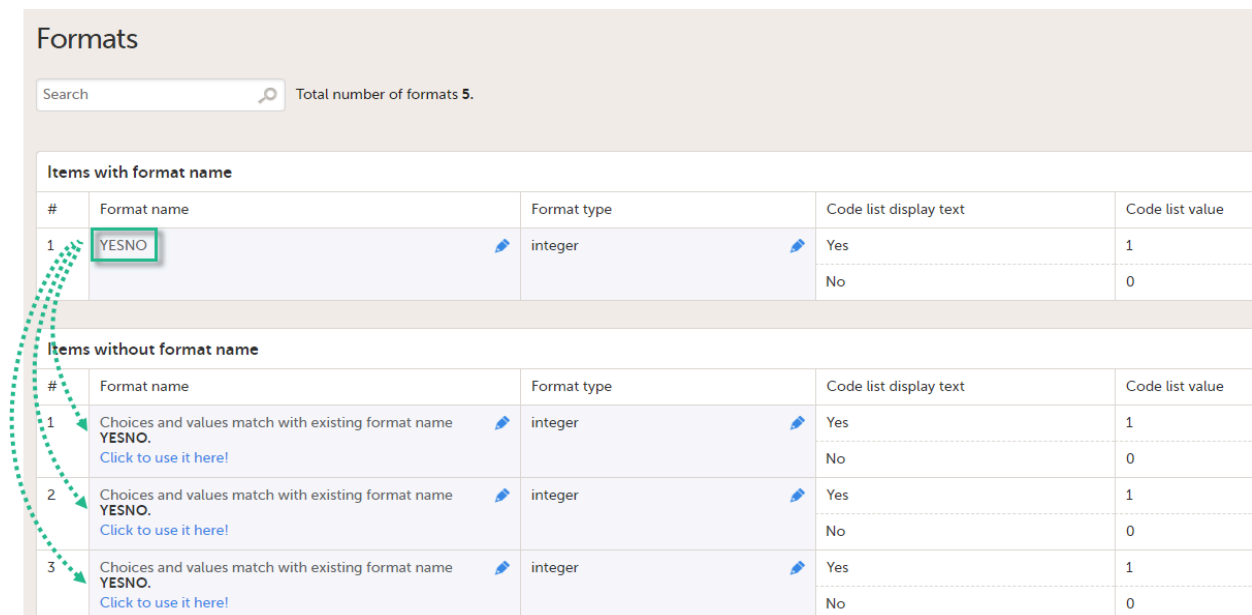 Formats
Search Total number of formats 5.
Items with format name
# Format name Format type Code list display text Code list value
1 YESNO integer Yes 1
No 0
Items without format name
# Format name Format type Code list display text Code list value
1 Choices and values match with existing format name integer Yes 1
YESNO.
Click to use it here! No 0
2 Choices and values match with existing format name integer Yes 1
YESNO.
Click to use it here! No 0
3 Choices and values match with existing format name integer Yes 1
YESNO.
Click to use it here! No 0